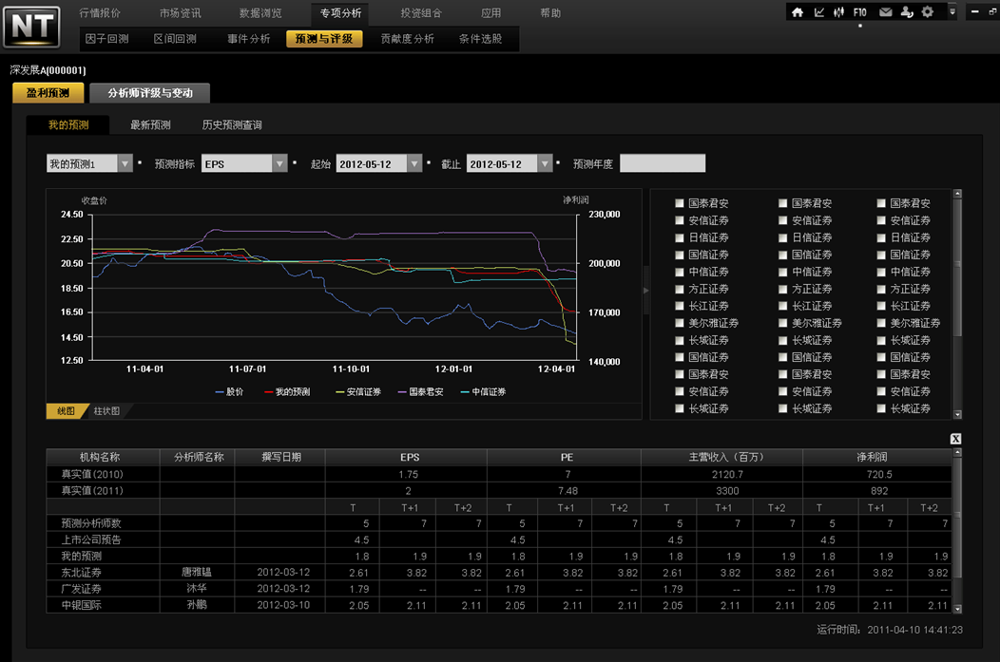 NT
行情报价 市场资讯 数据浏览 专项分析 投资组合 应用 帮助
F10
因子回测 区间回测 事件分析 预测与评级 贡献度分析 条件选股
深发展A(000001)
盈利预测 分析师评级与变动
我的预测 最新预测 历史预测查询
我的预测1 预测指标 EPS 起始 2012-05-12 截止 2012-05-12 预测年度
收盘价 净利润
24.50 230,000
22.50
20.50 200,000
18.50
16.50 170,000
14.50
12.50 140,000
11-04-01 11-07-01 11-10-01 12-01-01 12-04-01
股价 我的预测 安信证券 国泰君安 中信证券
线图 柱状图
国泰君安 国泰君安 国泰君安
安信证券 安信证券 安信证券
日信证券 日信证券 日信证券
国信证券 国信证券 国信证券
中信证券 中信证券 中信证券
方正证券 方正证券 方正证券
长江证券 长江证券 长江证券
美尔雅证券 美尔雅证券 美尔雅证券
长城证券 长城证券 长城证券
国信证券 国信证券 国信证券
国泰君安 国泰君安 国泰君安
安信证券 安信证券 安信证券
长城证券 长城证券 长城证券
X
机构名称 分析师名称 撰写日期 EPS PE 主营收入（百万） 净利润
真实值(2010) 1.75 7 2120.7 720.5
真实值(2011) 2 7.48 3300 892
T T+1 T+2 T T+1 T+2 T T+1 T+2 T T+1 T+2
预测分析师数 5 7 7 5 7 7 5 7 7 5 7 7
上市公司预告 4.5 4.5 4.5 4.5
我的预测 1.8 1.9 1.9 1.8 1.9 1.9 1.8 1.9 1.9 1.8 1.9 1.9
东北证券 唐雅韫 2012-03-12 2.61 3.82 3.82 2.61 3.82 3.82 2.61 3.82 3.82 2.61 3.82 3.82
广发证券 沐华 2012-03-12 1.79 -- -- 1.79 -- -- 1.79 -- -- 1.79 -- --
中银国际 孙鹏 2012-03-10 2.05 2.11 2.11 2.05 2.11 2.11 2.05 2.11 2.11 2.05 2.11 2.11
运行时间: 2011-04-10 14:41:23